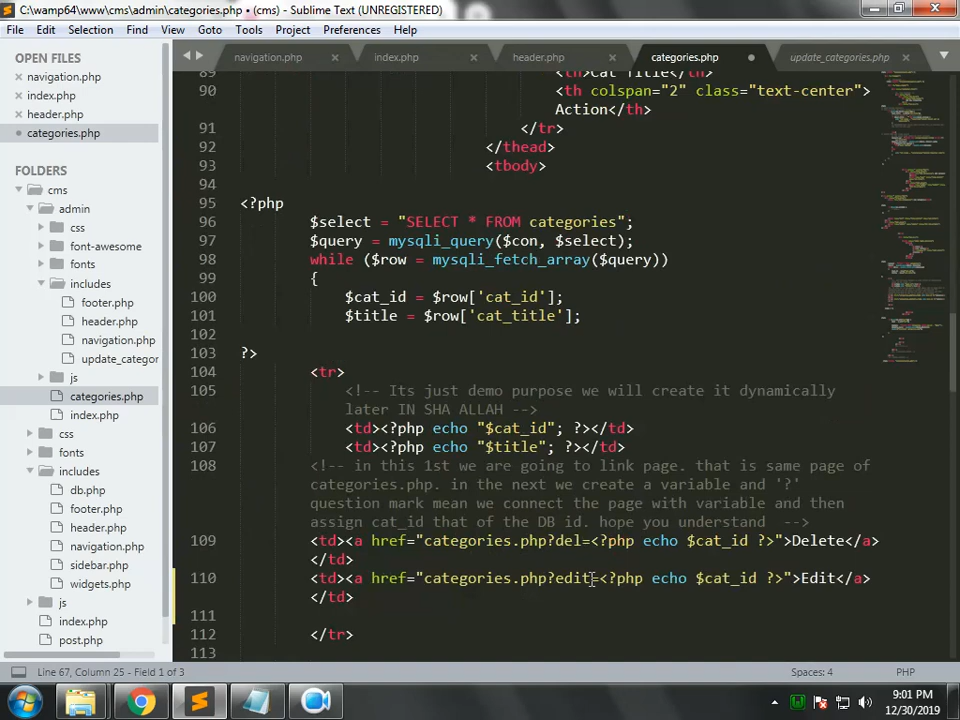 C:\wamp64\www\cms\admin\categories.php • (cms) - Sublime Text (UNREGISTERED)
File Edit Selection Find View Goto Tools Project Preferences Help
OPEN FILES
navigation.php
index.php
header.php
categories.php
FOLDERS
cms
admin
css
font-awesome
fonts
includes
footer.php
header.php
navigation.php
update_categor
js
categories.php
index.php
css
fonts
includes
db.php
footer.php
header.php
navigation.php
sidebar.php
widgets.php
js
index.php
post.php
navigation.php index.php header.php categories.php update_categories.php
89 <th>Cat Title</th>
90 <th colspan="2" class="text-center">
Action</th>
91 </tr>
92 </thead>
93 <tbody>
94
95 <?php
96 $select = "SELECT * FROM categories";
97 $query = mysqli_query($con, $select);
98 while ($row = mysqli_fetch_array($query))
99 {
100 $cat_id = $row['cat_id'];
101 $title = $row['cat_title'];
102
103 ?>
104 <tr>
105 <!-- Its just demo purpose we will create it dynamically
later IN SHA ALLAH -->
106 <td><?php echo "$cat_id"; ?></td>
107 <td><?php echo "$title"; ?></td>
108 <!-- in this 1st we are going to link page. that is same page of
categories.php. in the next we create a variable and '?'
question mark mean we connect the page with variable and then
assign cat_id that of the DB id. hope you understand -->
109 <td><a href="categories.php?del=<?php echo $cat_id ?>">Delete</a>
</td>
110 <td><a href="categories.php?edit=<?php echo $cat_id ?>">Edit</a>
</td>
111
112 </tr>
113
Line 67, Column 25 - Field 1 of 3 Spaces: 4 PHP
9:01 PM
12/30/2019